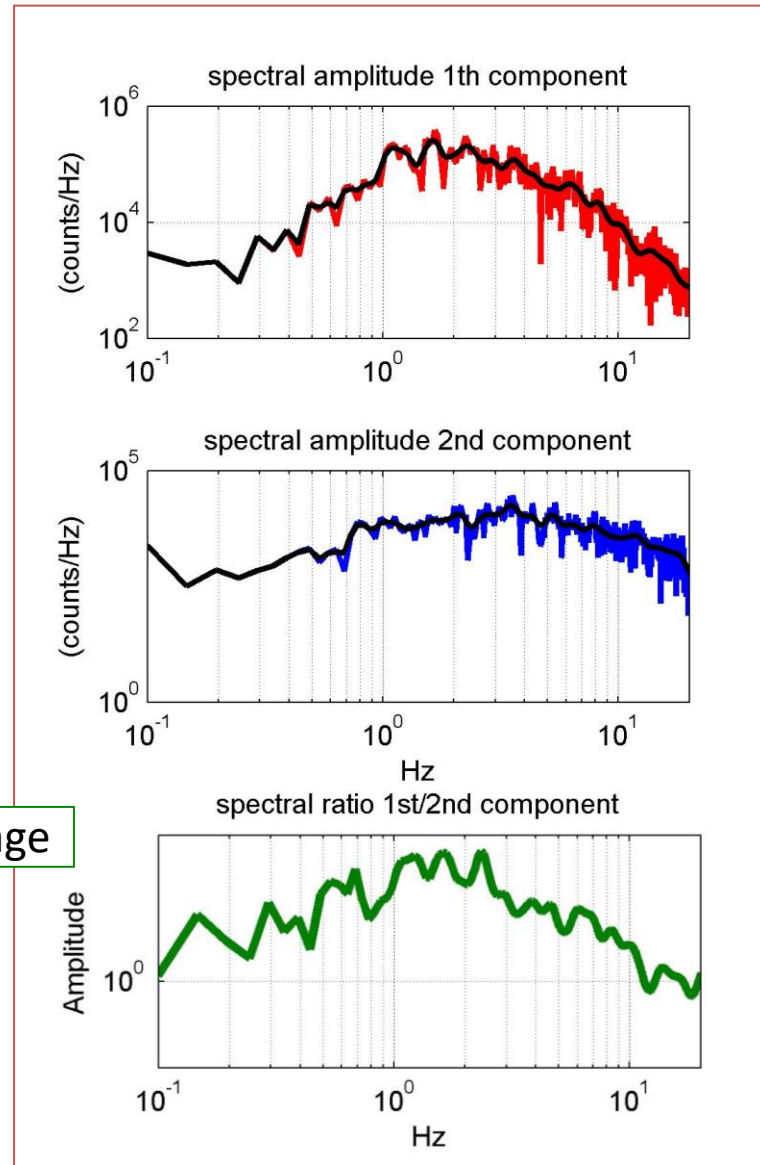 spectral amplitude 1th component
10^6
10^4
10^2
(counts/Hz)
10^-1 10^0 10^1
spectral amplitude 2nd component
10^5
10^0
(counts/Hz)
10^-1 10^0 10^1
Hz
spectral ratio 1st/2nd component
Amplitude
10^0
10^-1 10^0 10^1
Hz